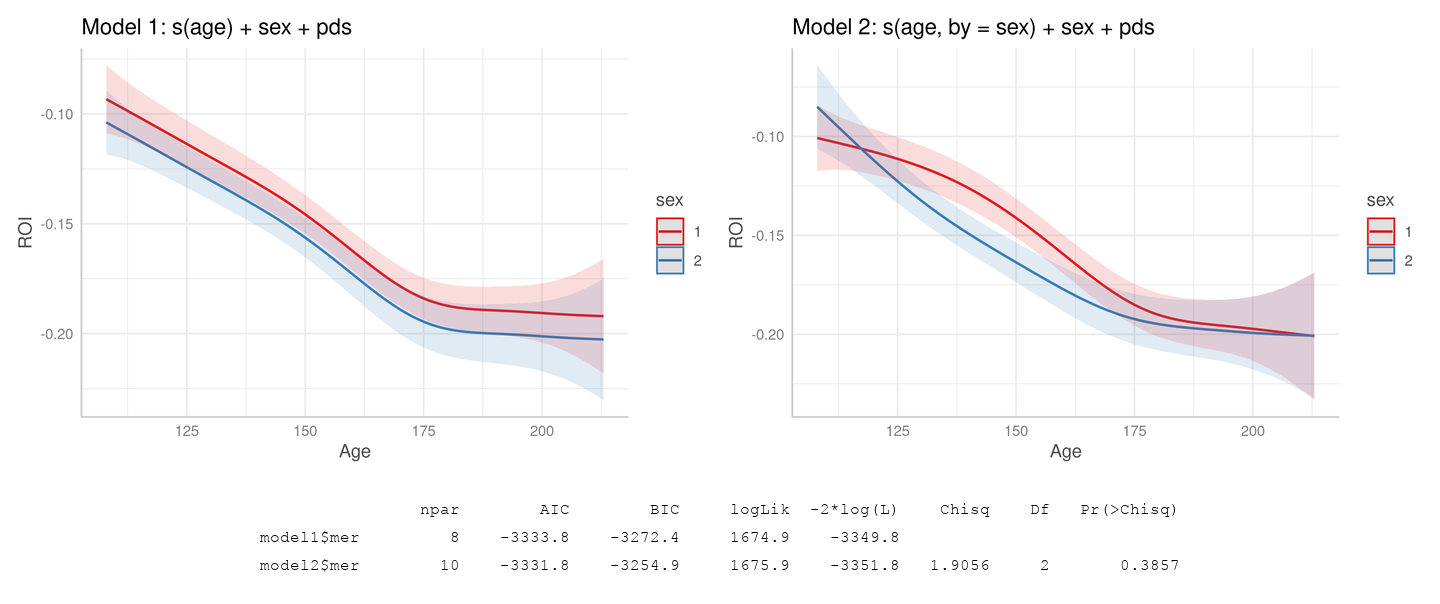 Model 1: s(age) + sex + pds
ROI
-0.10
-0.15
-0.20
125 150 175 200
Age
sex
1
2
Model 2: s(age, by = sex) + sex + pds
ROI
-0.10
-0.15
-0.20
125 150 175 200
Age
sex
1
2
npar AIC BIC logLik -2*log(L) Chisq Df Pr(>Chisq)
model1$mer 8 -3333.8 -3272.4 1674.9 -3349.8
model2$mer 10 -3331.8 -3254.9 1675.9 -3351.8 1.9056 2 0.3857